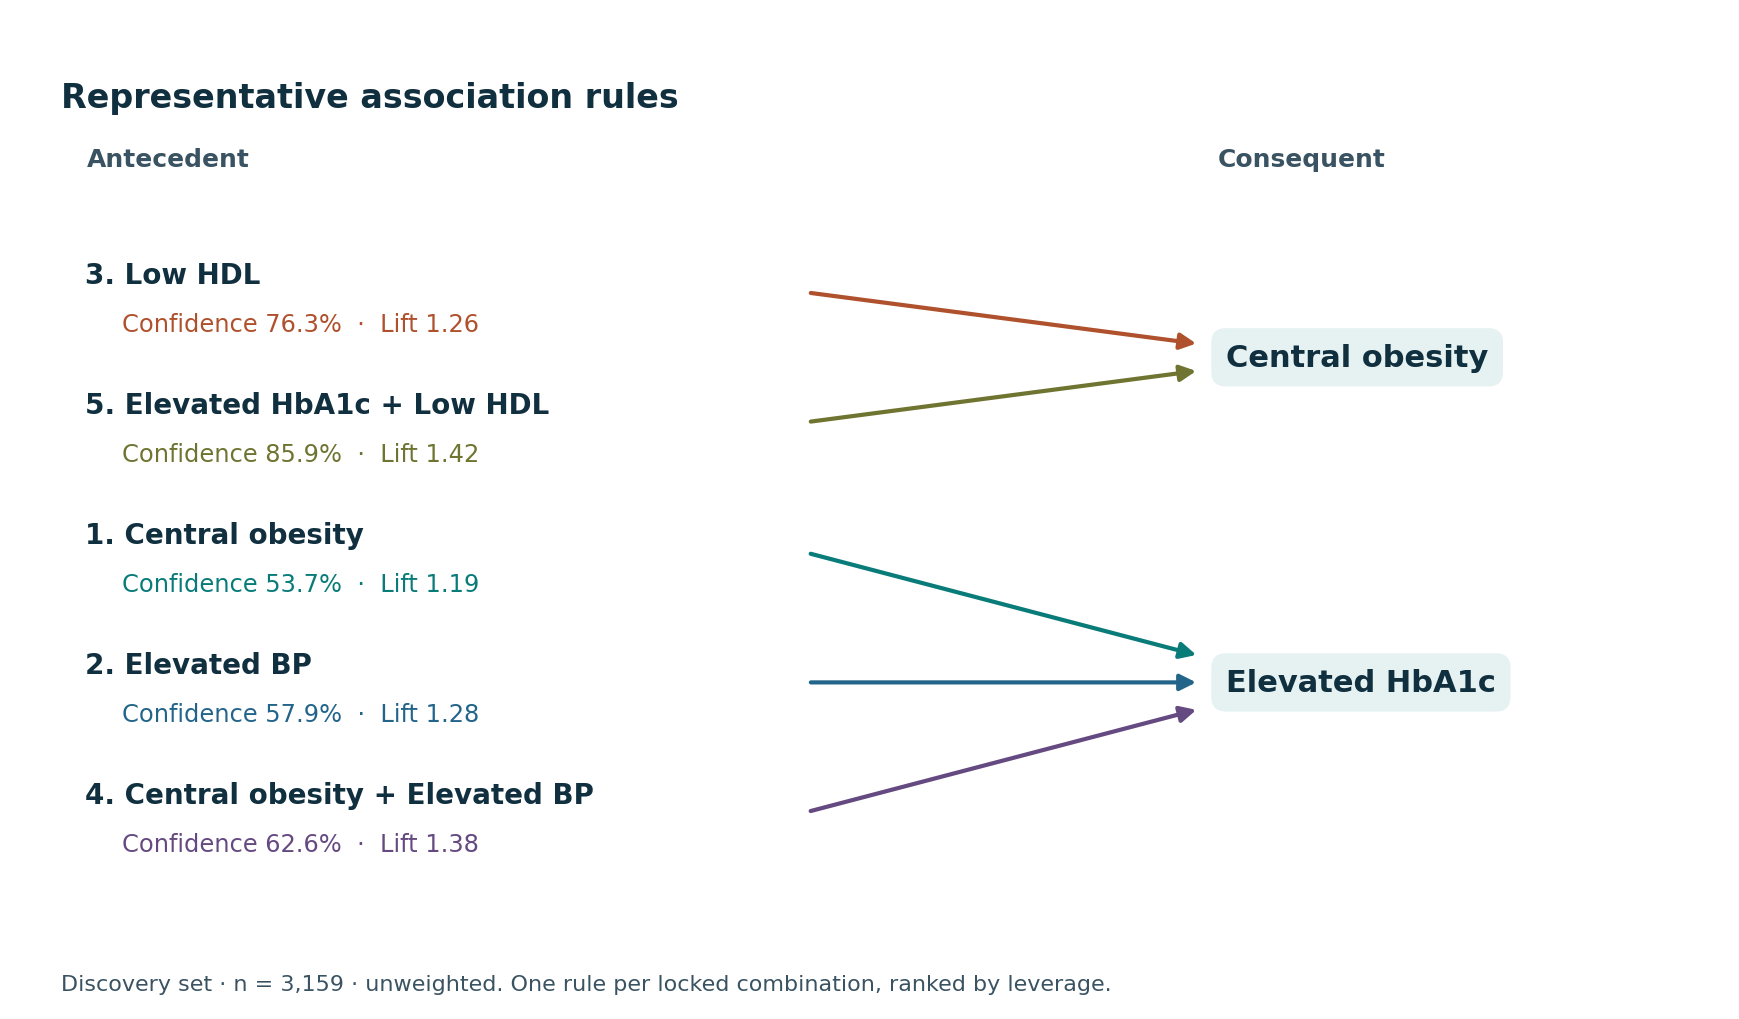 Representative association rules
Antecedent
Consequent
3. Low HDL
Confidence 76.3% · Lift 1.26
Central obesity
5. Elevated HbA1c + Low HDL
Confidence 85.9% · Lift 1.42
1. Central obesity
Confidence 53.7% · Lift 1.19
2. Elevated BP
Elevated HbA1c
Confidence 57.9% · Lift 1.28
4. Central obesity + Elevated BP
Confidence 62.6% · Lift 1.38
Discovery set · n = 3,159 · unweighted. One rule per locked combination, ranked by leverage.